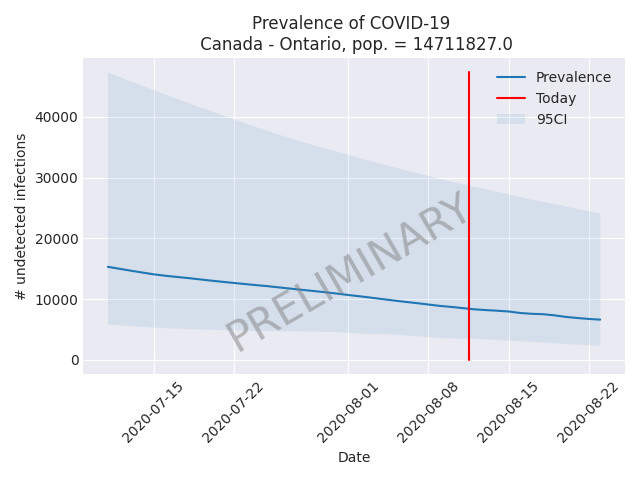 Prevalence of COVID-19
Canada - Ontario, pop. = 14711827.0
Prevalence
Today
95CI
# undetected infections
40000
30000
20000
10000
0
PRELIMINARY
2020-07-15
2020-07-22
2020-08-01
2020-08-08
2020-08-15
2020-08-22
Date